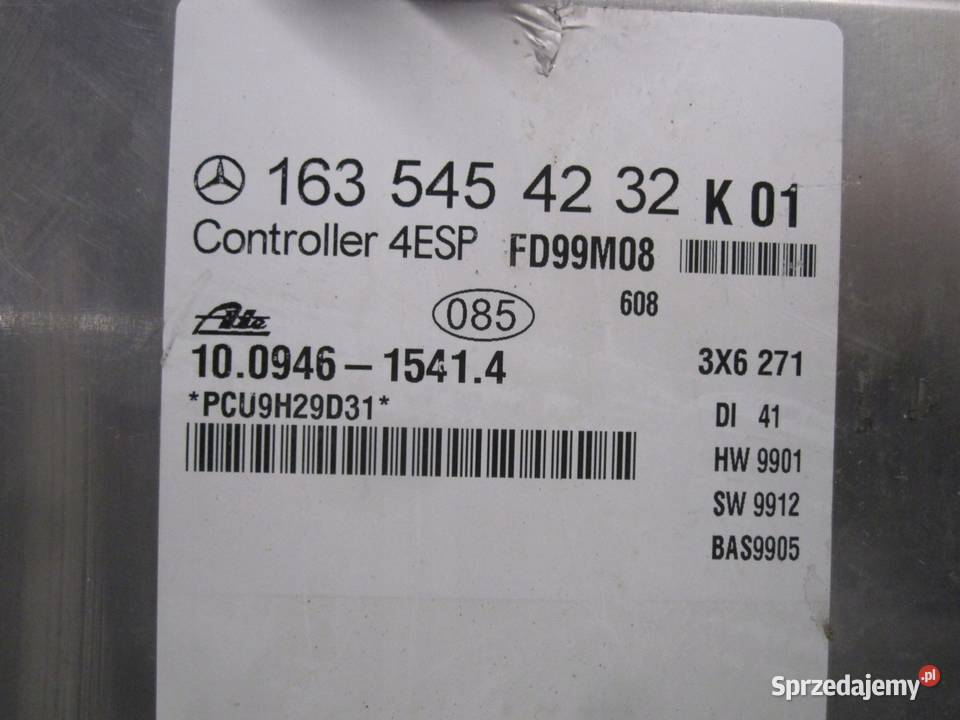 163 545 42 32 K 01
Controller 4ESP FD99M08
608
Ate 085
10.0946-1541.4 3X6 271
*PCU9H29D31*
DI 41
HW 9901
SW 9912
BAS9905
Sprzedajemy.pl